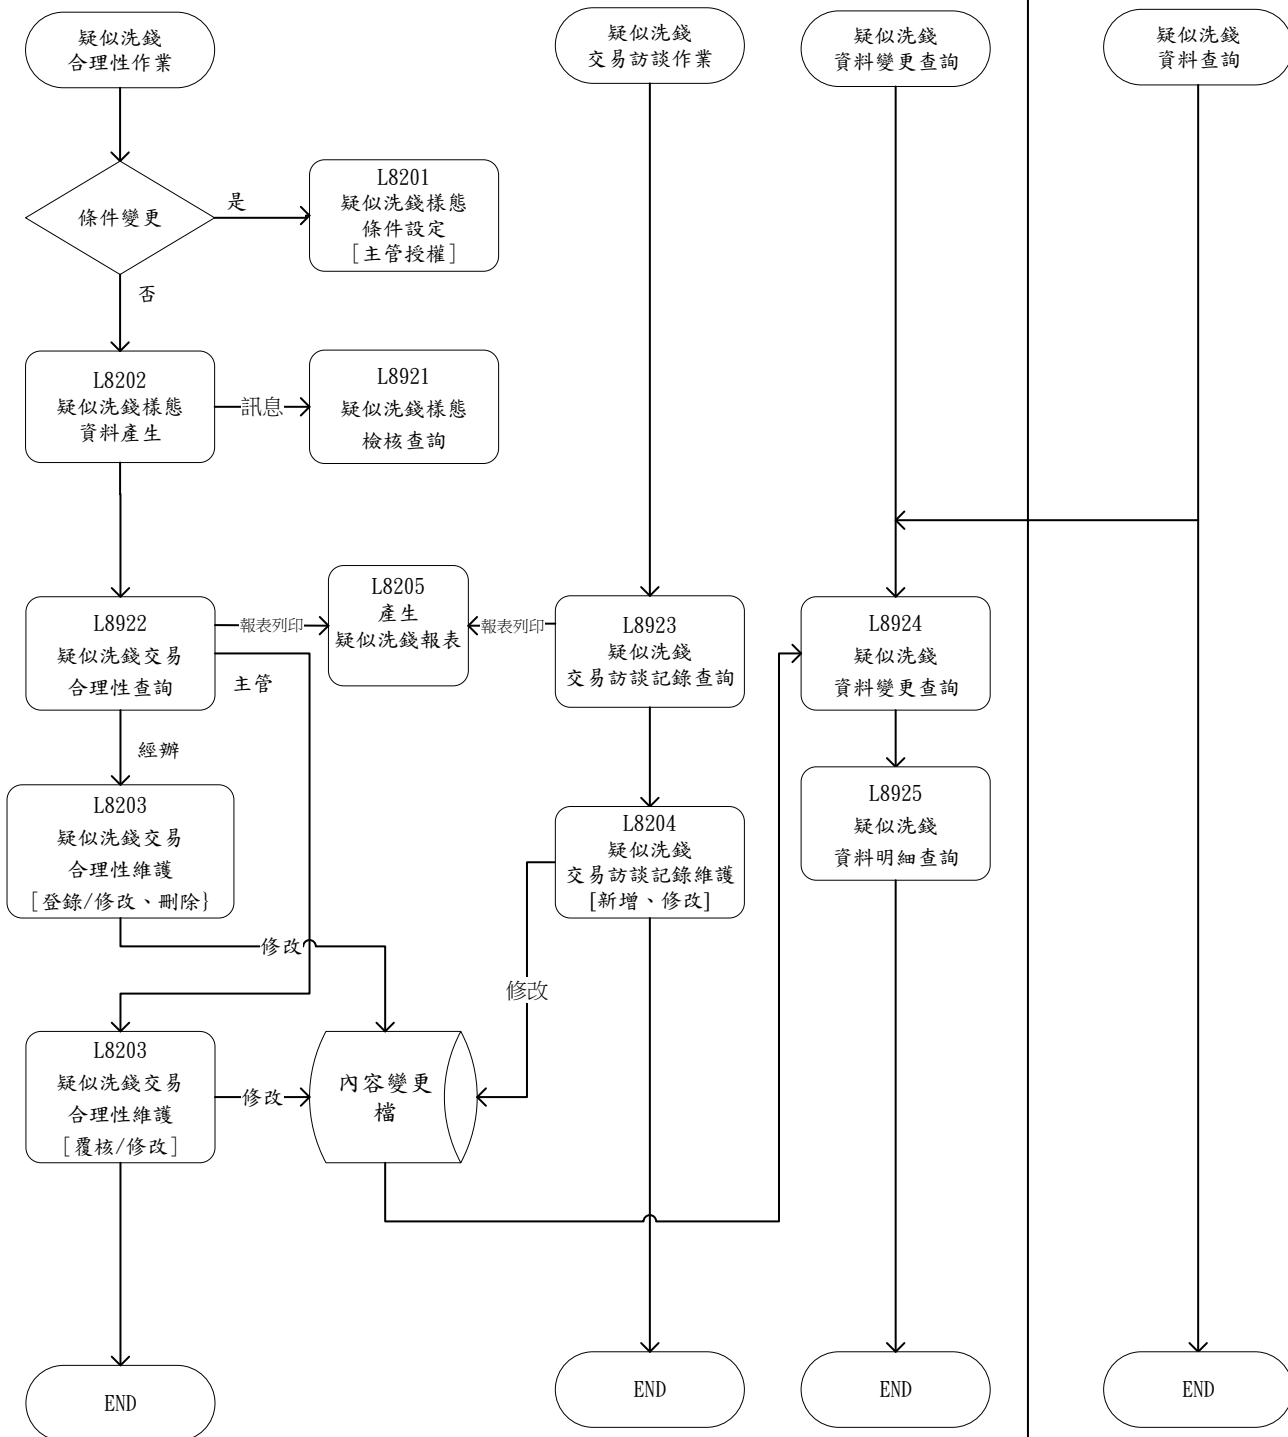 疑似洗錢
合理性作業
疑似洗錢
交易訪談作業
疑似洗錢
資料變更查詢
疑似洗錢
資料查詢
條件變更
是
L8201
疑似洗錢樣態
條件設定
[主管授權]
否
L8202
疑似洗錢樣態
資料產生
訊息
L8921
疑似洗錢樣態
檢核查詢
L8922
疑似洗錢交易
合理性查詢
報表列印
L8205
產生
疑似洗錢報表
報表列印
L8923
疑似洗錢
交易訪談記錄查詢
L8924
疑似洗錢
資料變更查詢
主管
經辦
L8203
疑似洗錢交易
合理性維護
[登錄/修改、刪除}
L8204
疑似洗錢
交易訪談記錄維護
[新增、修改]
L8925
疑似洗錢
資料明細查詢
修改
修改
L8203
疑似洗錢交易
合理性維護
[覆核/修改]
修改
內容變更
檔
END
END
END
END